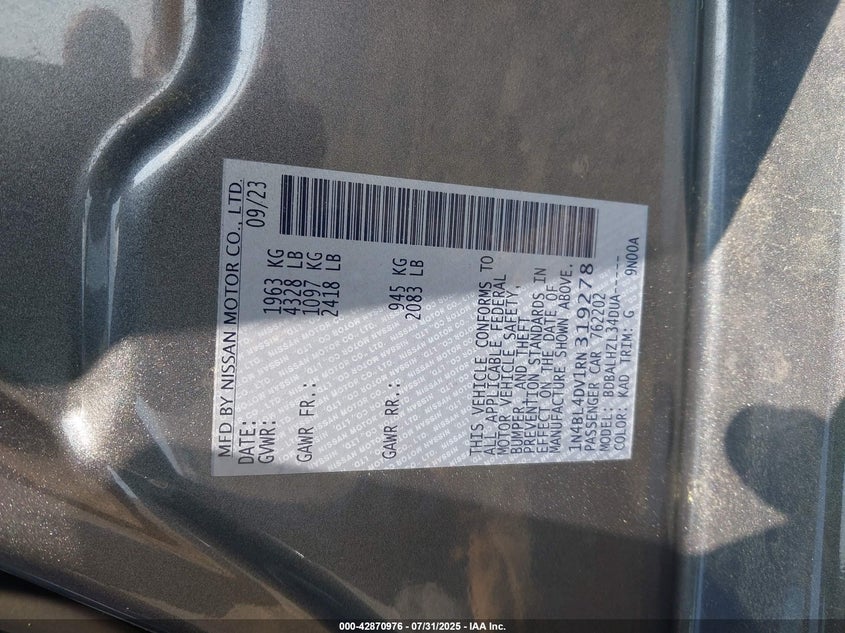 MFD BY NISSAN MOTOR CO., LTD.
DATE: 09/23
GVWR: 1963 KG
4328 LB
GAWR FR.: 1097 KG
2418 LB
GAWR RR.: 945 KG
2083 LB
THIS VEHICLE CONFORMS TO
ALL APPLICABLE FEDERAL
MOTOR VEHICLE SAFETY,
BUMPER, AND THEFT
PREVENTION STANDARDS IN
EFFECT ON THE DATE OF
MANUFACTURE SHOWN ABOVE.
1N4BL4DV1RN319278
PASSENGER CAR 762202
MODEL: BDBALHZL34DUA-----
COLOR: KAD TRIM: G 9N00A
000-42870976 - 07/31/2025 - IAA Inc.